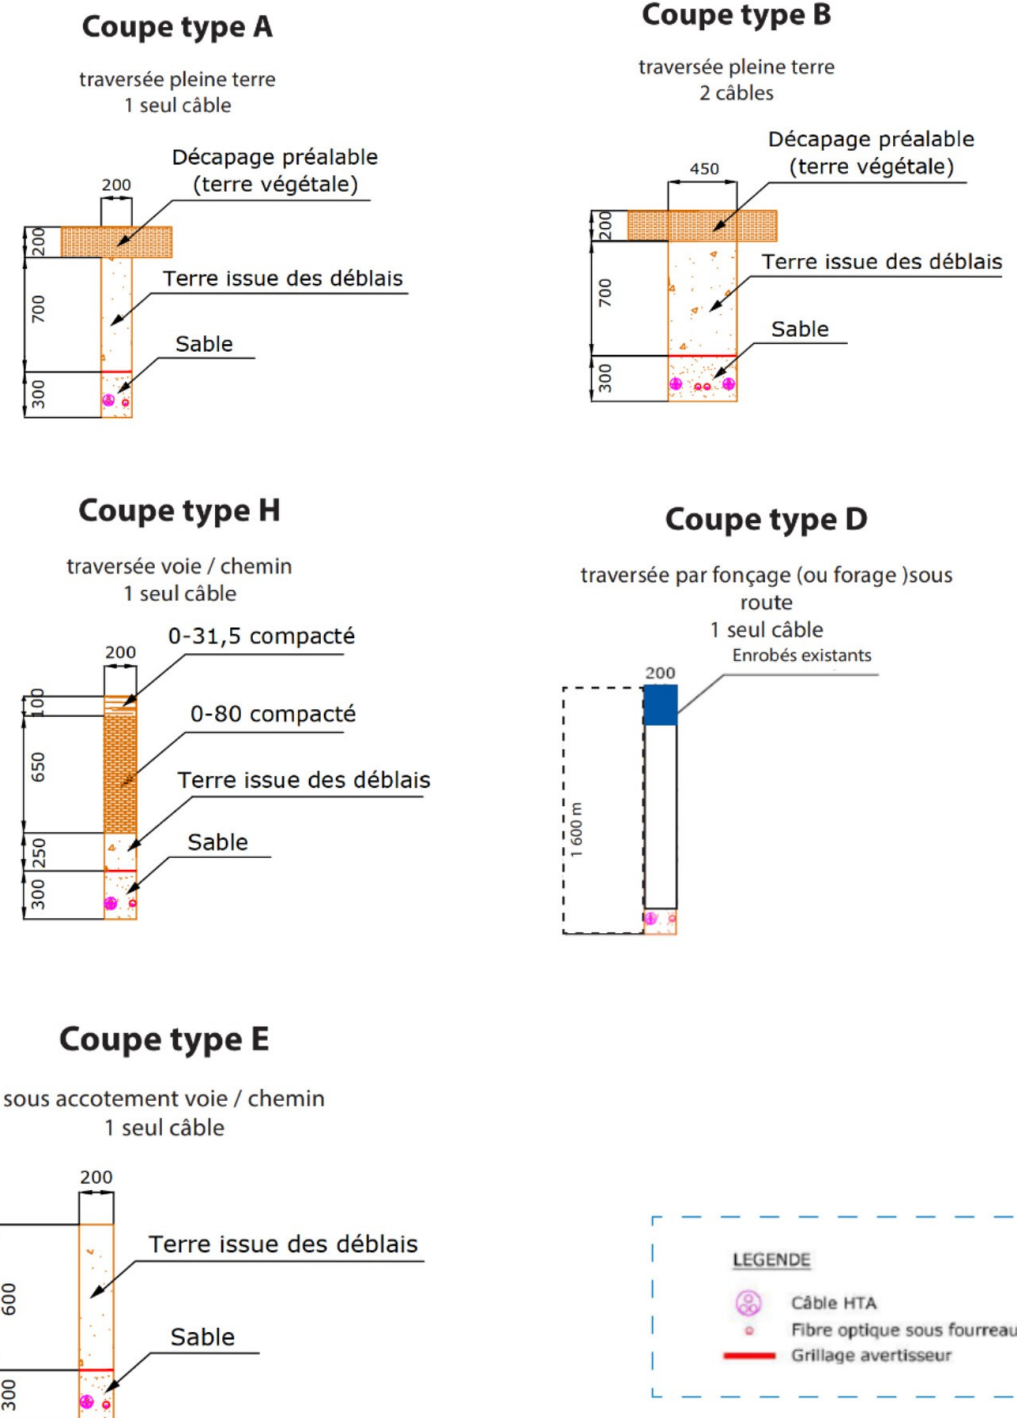 Coupe type A
traversée pleine terre
1 seul câble
Décapage préalable
(terre végétale)
200
200
Terre issue des déblais
700
Sable
300
Coupe type B
traversée pleine terre
2 câbles
Décapage préalable
(terre végétale)
450
200
Terre issue des déblais
700
Sable
300
Coupe type H
traversée voie / chemin
1 seul câble
0-31,5 compacté
200
100
0-80 compacté
650
Terre issue des déblais
250
Sable
300
Coupe type D
traversée par fonçage (ou forage )sous
route
1 seul câble
Enrobés existants
200
1 600 m
Coupe type E
sous accotement voie / chemin
1 seul câble
200
Terre issue des déblais
600
Sable
300
LEGENDE
Câble HTA
Fibre optique sous fourreau
Grillage avertisseur